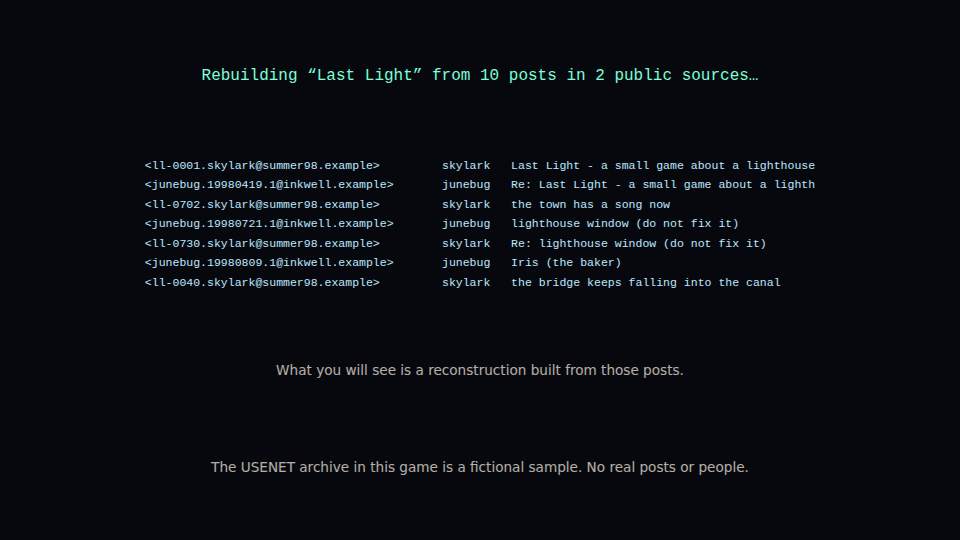 Rebuilding “Last Light” from 10 posts in 2 public sources…
<ll-0001.skylark@summer98.example> skylark Last Light - a small game about a lighthouse
<junebug.19980419.1@inkwell.example> junebug Re: Last Light - a small game about a lighth
<ll-0702.skylark@summer98.example> skylark the town has a song now
<junebug.19980721.1@inkwell.example> junebug lighthouse window (do not fix it)
<ll-0730.skylark@summer98.example> skylark Re: lighthouse window (do not fix it)
<junebug.19980809.1@inkwell.example> junebug Iris (the baker)
<ll-0040.skylark@summer98.example> skylark the bridge keeps falling into the canal
What you will see is a reconstruction built from those posts.
The USENET archive in this game is a fictional sample. No real posts or people.